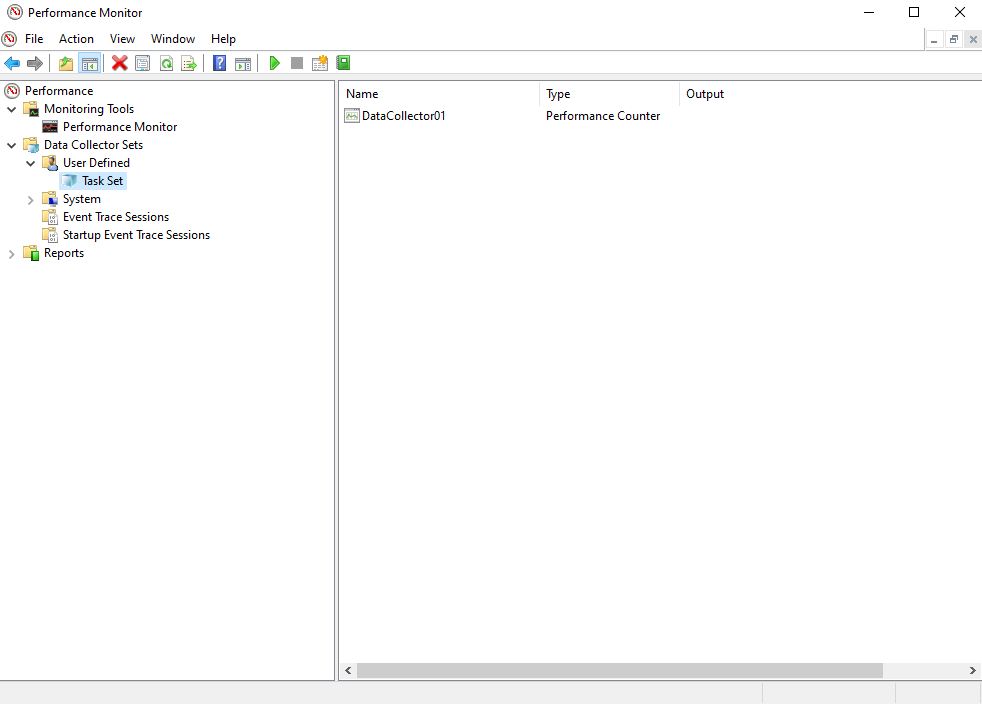 Performance Monitor
File Action View Window Help
Performance
Monitoring Tools
Performance Monitor
Data Collector Sets
User Defined
Task Set
System
Event Trace Sessions
Startup Event Trace Sessions
Reports
Name Type Output
DataCollector01 Performance Counter